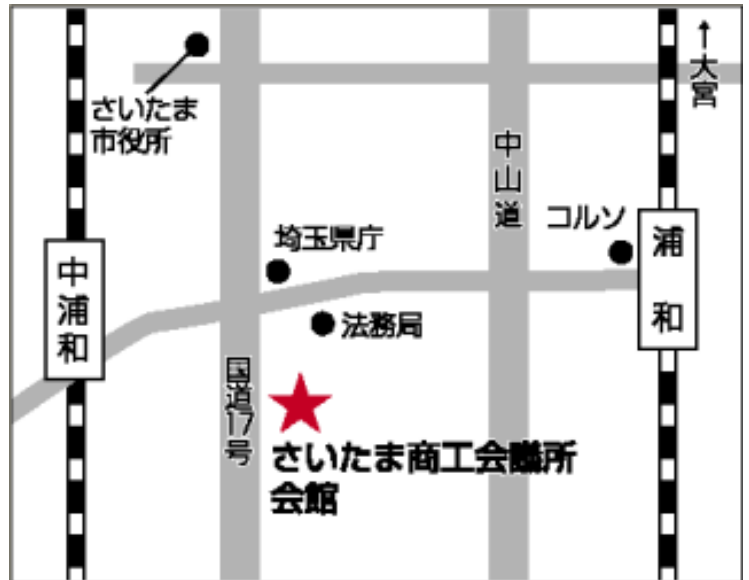 ↑大宮
さいたま
市役所
中山道
コルソ
浦和
埼玉県庁
中浦和
法務局
国道17号
さいたま商工会議所
会館